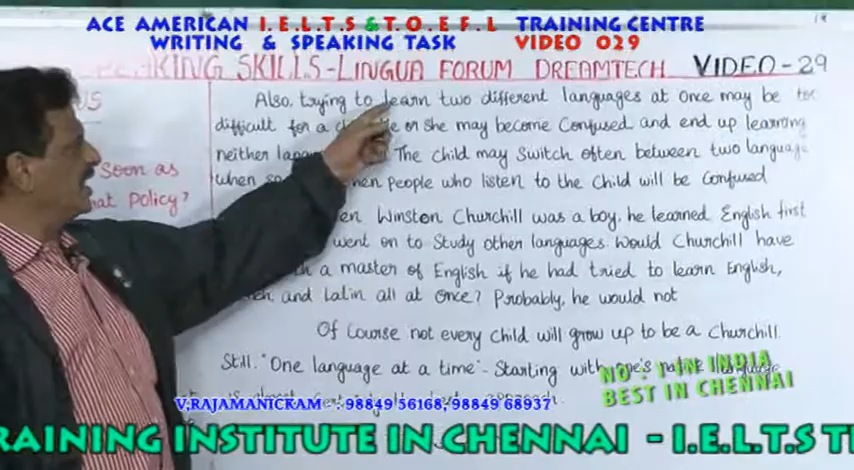 ACE AMERICAN I.E.L.T.S & T.O.E.F.L TRAINING CENTRE
WRITING & SPEAKING TASK VIDEO 029
SKILLS - LINGUA FORUM DREAMTECH VIDEO - 29
Also, trying to learn two different languages at once may be
difficult for a or she may become Confused and end up learning
neither The child may Switch often between two language
Soon as
when people who listen to the child will be Confused
Policy?
Winston Churchill was a boy, he learned English first
went on to Study other languages would Churchill have
a master of English if he had tried to learn English,
and Latin all at once? Probably, he would not
Of Course not every child will grow up to be a Churchill.
Still. "One language at a time" - Starting with one's native language
NO : 1 IN INDIA
BEST IN CHENNAI
V,RAJAMANICKAM - : 98849 56168, 98849 68937
RAINING INSTITUTE IN CHENNAI - I.E.L.T.S